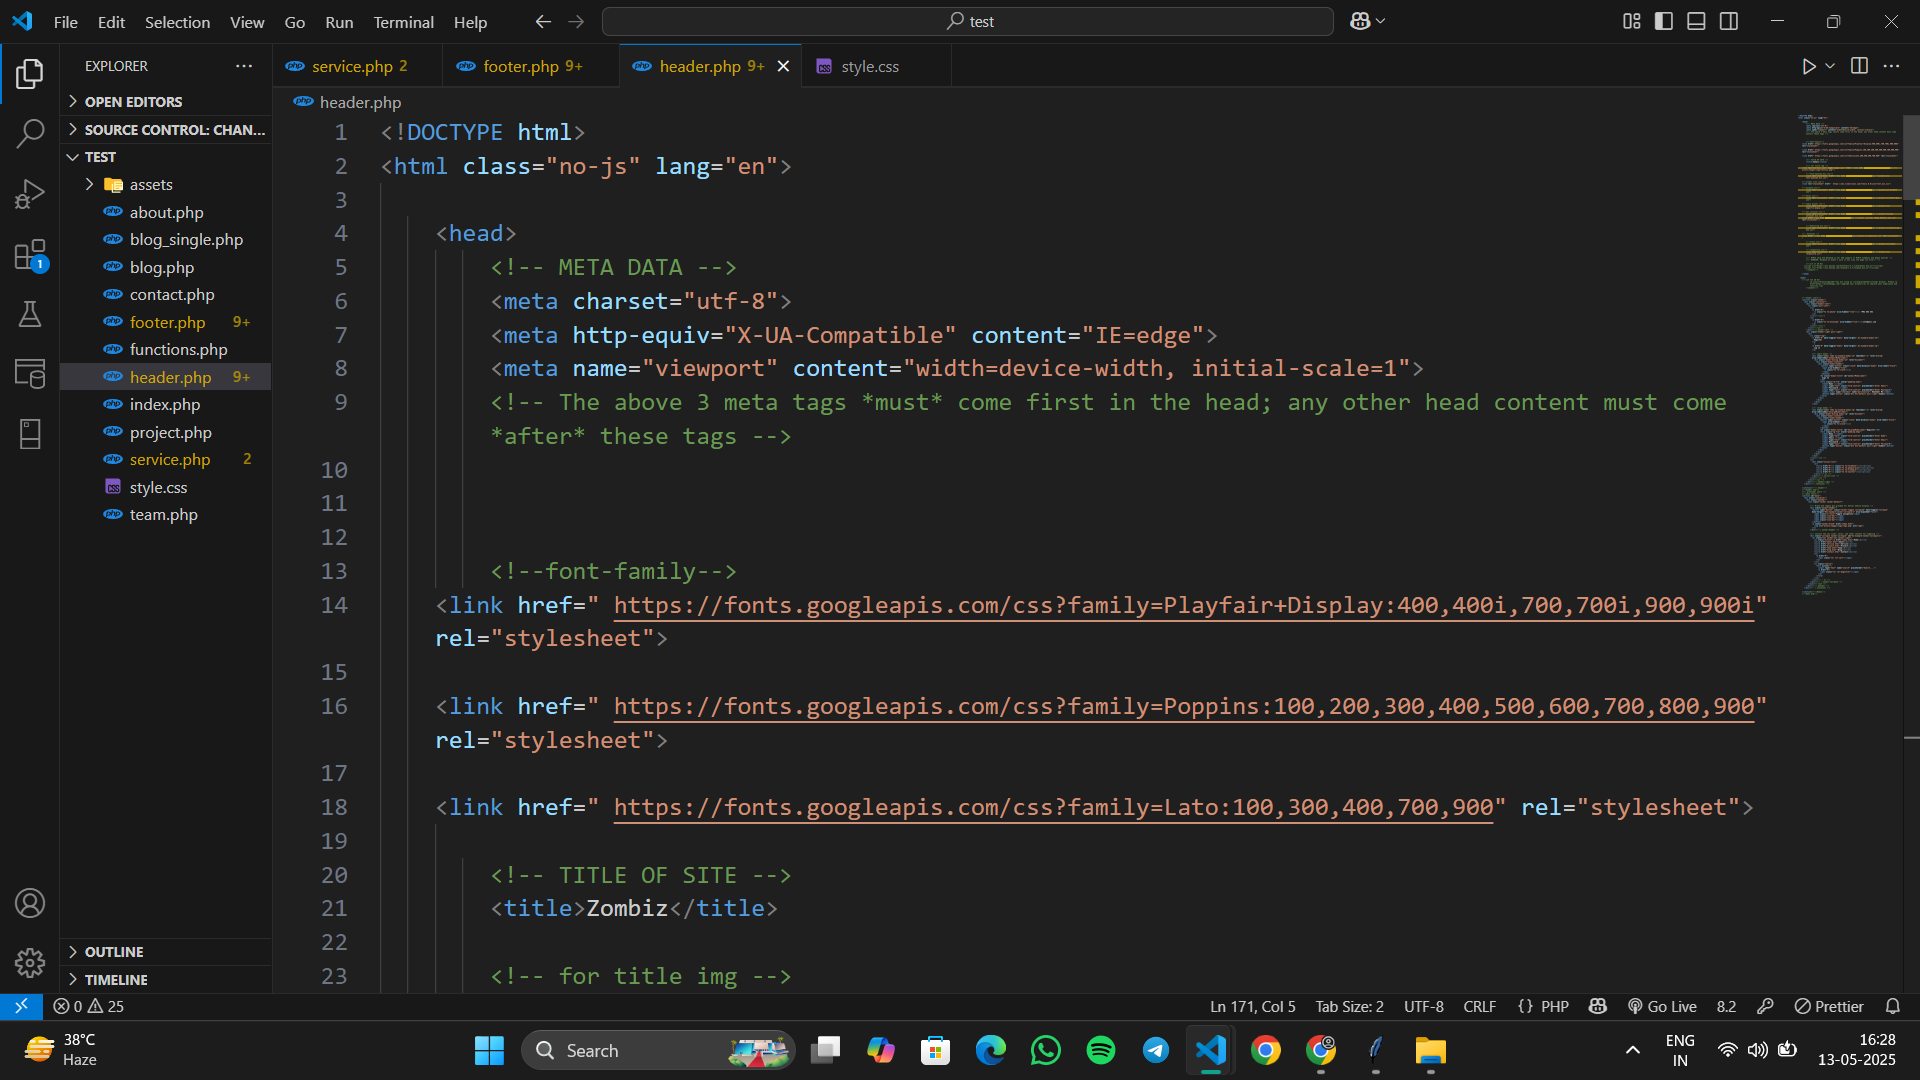 File Edit Selection View Go Run Terminal Help
test
EXPLORER
service.php 2
footer.php 9+
header.php 9+
style.css
OPEN EDITORS
SOURCE CONTROL: CHAN...
TEST
assets
about.php
blog_single.php
blog.php
contact.php
footer.php 9+
functions.php
header.php 9+
index.php
project.php
service.php 2
style.css
team.php
OUTLINE
TIMELINE
1
header.php
1 <!DOCTYPE html>
2 <html class="no-js" lang="en">
3
4 <head>
5 <!-- META DATA -->
6 <meta charset="utf-8">
7 <meta http-equiv="X-UA-Compatible" content="IE=edge">
8 <meta name="viewport" content="width=device-width, initial-scale=1">
9 <!-- The above 3 meta tags *must* come first in the head; any other head content must come
*after* these tags -->
10
11
12
13 <!--font-family-->
14 <link href=" https://fonts.googleapis.com/css?family=Playfair+Display:400,400i,700,700i,900,900i"
rel="stylesheet">
15
16 <link href=" https://fonts.googleapis.com/css?family=Poppins:100,200,300,400,500,600,700,800,900"
rel="stylesheet">
17
18 <link href=" https://fonts.googleapis.com/css?family=Lato:100,300,400,700,900" rel="stylesheet">
19
20 <!-- TITLE OF SITE -->
21 <title>Zombiz</title>
22
23 <!-- for title img -->
0 25
Ln 171, Col 5 Tab Size: 2 UTF-8 CRLF {} PHP Go Live 8.2 Prettier
38°C
Haze
Search
ENG
IN
16:28
13-05-2025